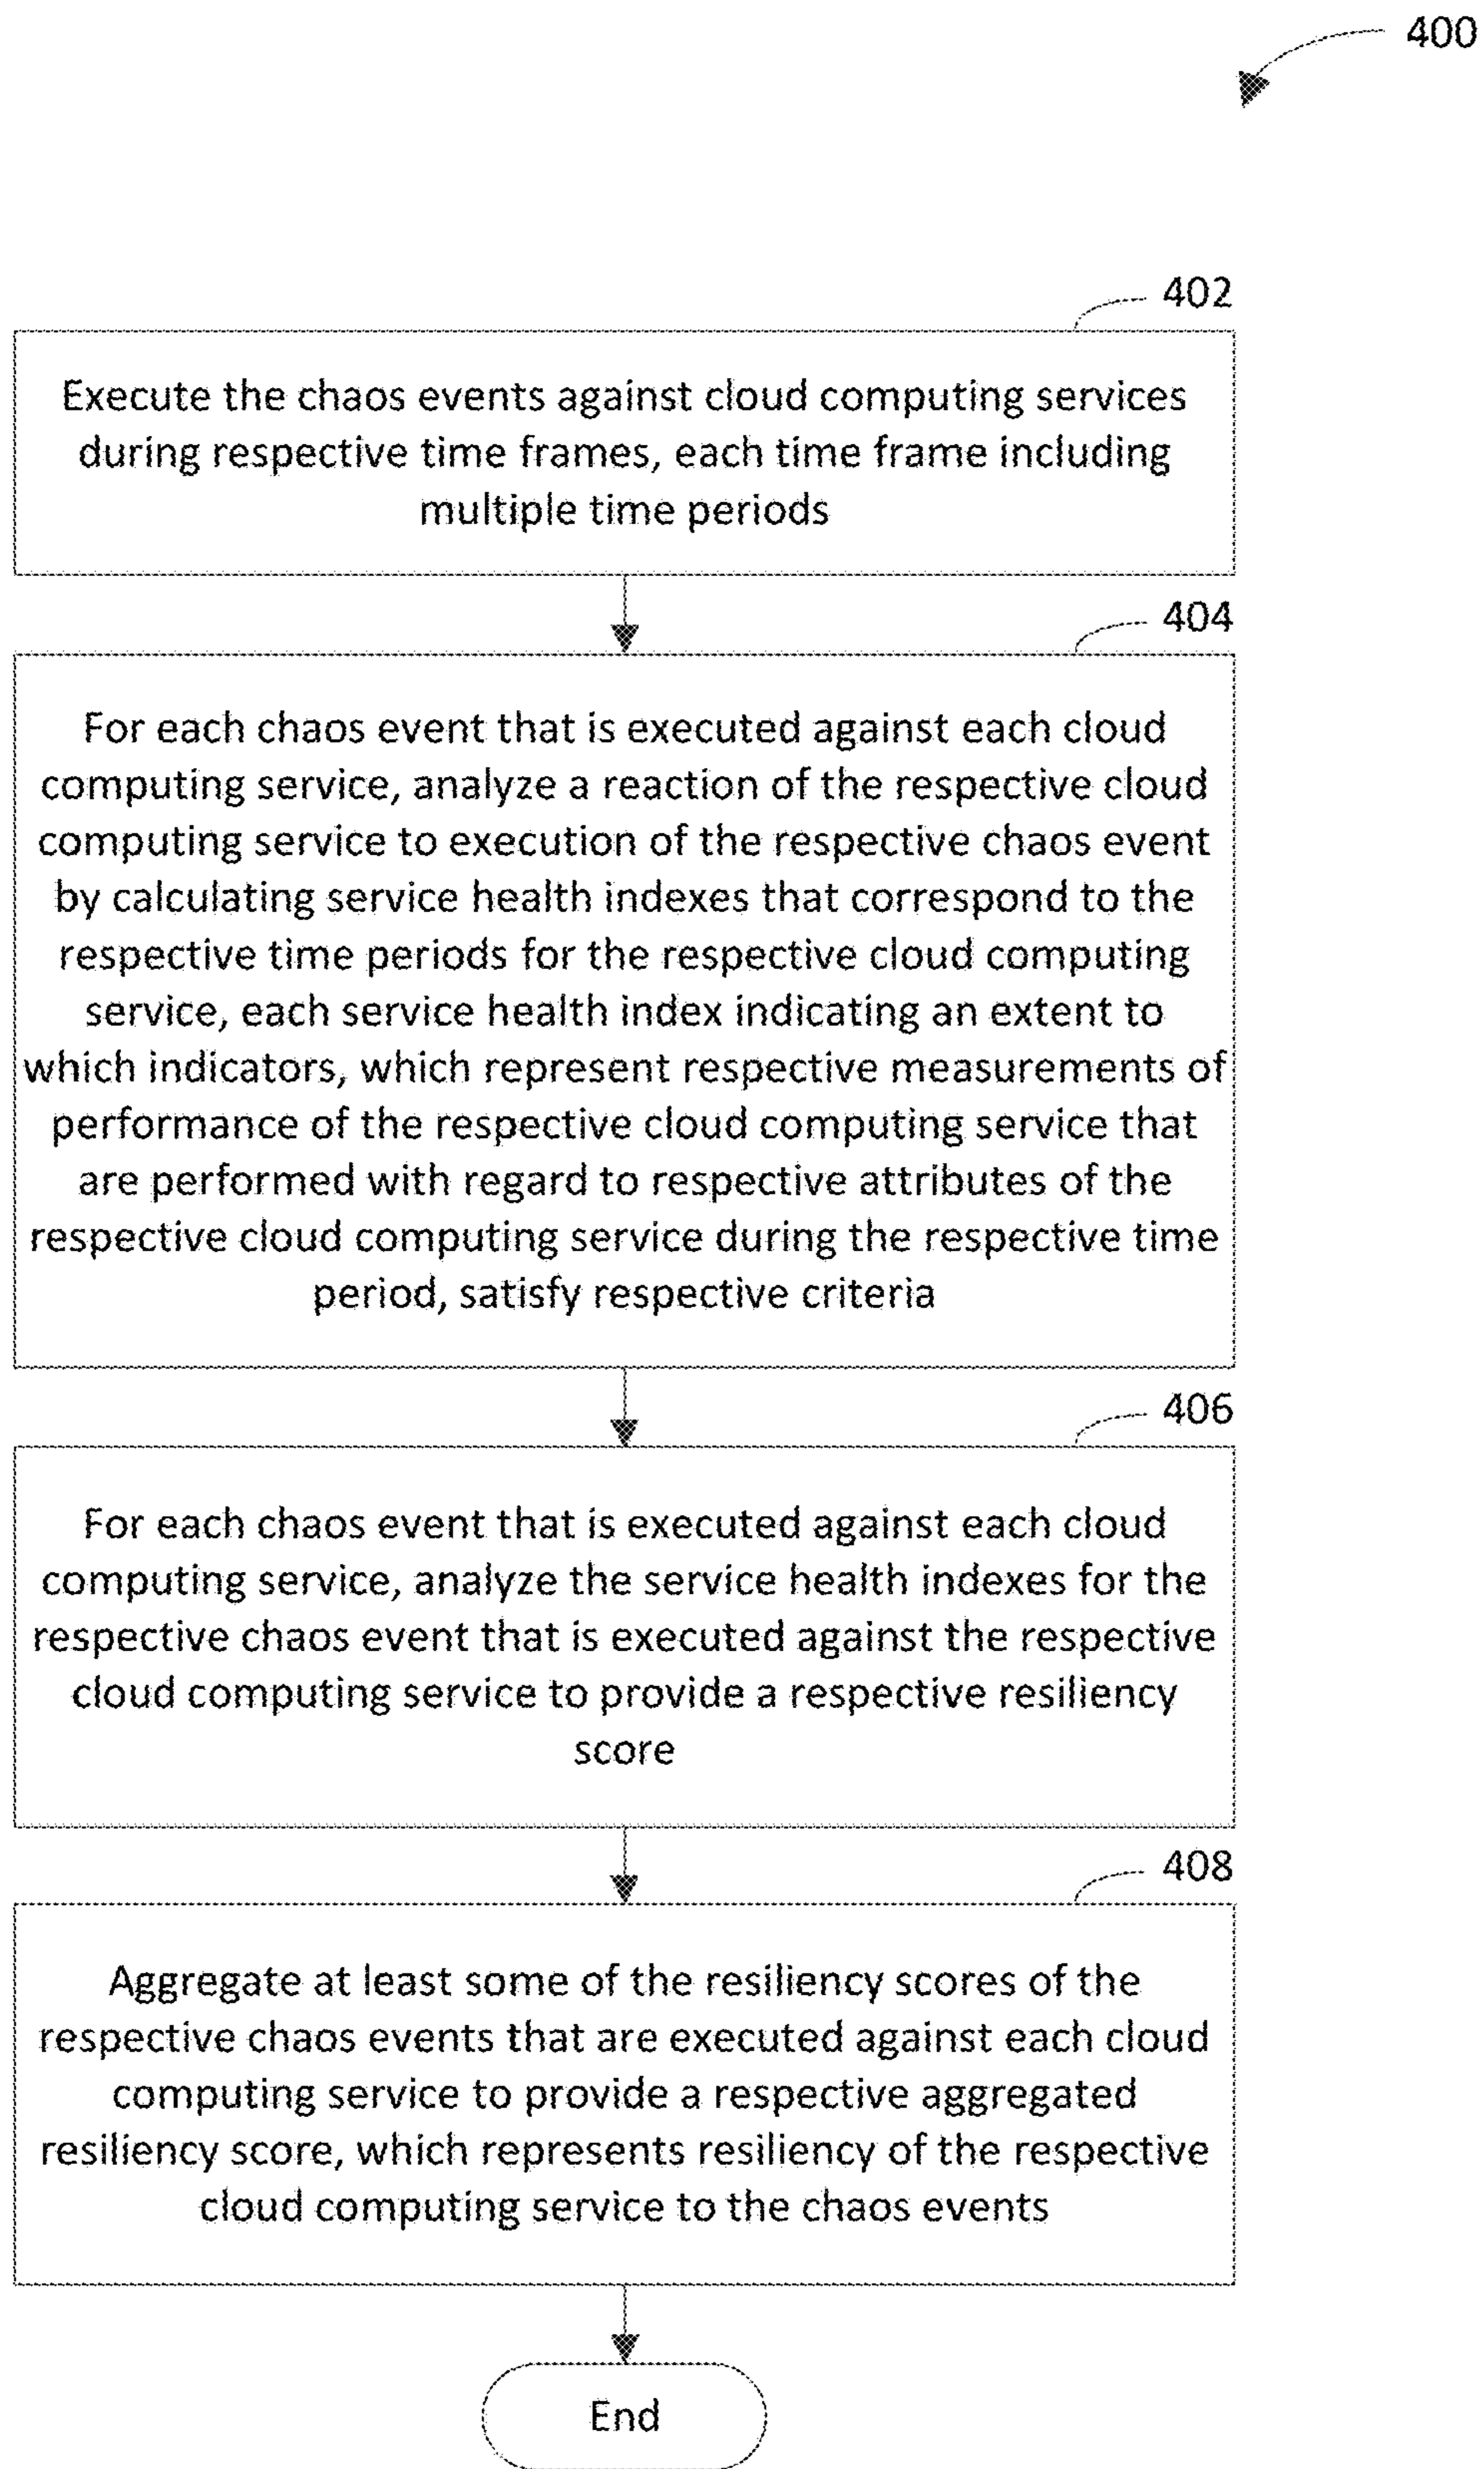 400
402
Execute the chaos events against cloud computing services
during respective time frames, each time frame including
multiple time periods
404
For each chaos event that is executed against each cloud
computing service, analyze a reaction of the respective cloud
computing service to execution of the respective chaos event
by calculating service health indexes that correspond to the
respective time periods for the respective cloud computing
service, each service health index indicating an extent to
which indicators, which represent respective measurements of
performance of the respective cloud computing service that
are performed with regard to respective attributes of the
respective cloud computing service during the respective time
period, satisfy respective criteria
406
For each chaos event that is executed against each cloud
computing service, analyze the service health indexes for the
respective chaos event that is executed against the respective
cloud computing service to provide a respective resiliency
score
408
Aggregate at least some of the resiliency scores of the
respective chaos events that are executed against each cloud
computing service to provide a respective aggregated
resiliency score, which represents resiliency of the respective
cloud computing service to the chaos events
End